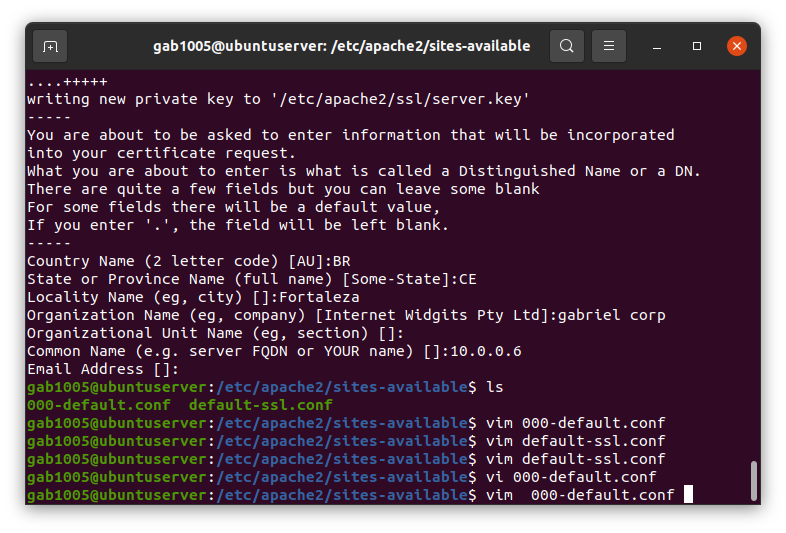 gab1005@ubuntuserver: /etc/apache2/sites-available
....+++++
writing new private key to '/etc/apache2/ssl/server.key'
-----
You are about to be asked to enter information that will be incorporated
into your certificate request.
What you are about to enter is what is called a Distinguished Name or a DN.
There are quite a few fields but you can leave some blank
For some fields there will be a default value,
If you enter '.', the field will be left blank.
-----
Country Name (2 letter code) [AU]:BR
State or Province Name (full name) [Some-State]:CE
Locality Name (eg, city) []:Fortaleza
Organization Name (eg, company) [Internet Widgits Pty Ltd]:gabriel corp
Organizational Unit Name (eg, section) []:
Common Name (e.g. server FQDN or YOUR name) []:10.0.0.6
Email Address []:
gab1005@ubuntuserver:/etc/apache2/sites-available$ ls
000-default.conf  default-ssl.conf
gab1005@ubuntuserver:/etc/apache2/sites-available$ vim 000-default.conf
gab1005@ubuntuserver:/etc/apache2/sites-available$ vim default-ssl.conf
gab1005@ubuntuserver:/etc/apache2/sites-available$ vim default-ssl.conf
gab1005@ubuntuserver:/etc/apache2/sites-available$ vi 000-default.conf
gab1005@ubuntuserver:/etc/apache2/sites-available$ vim  000-default.conf